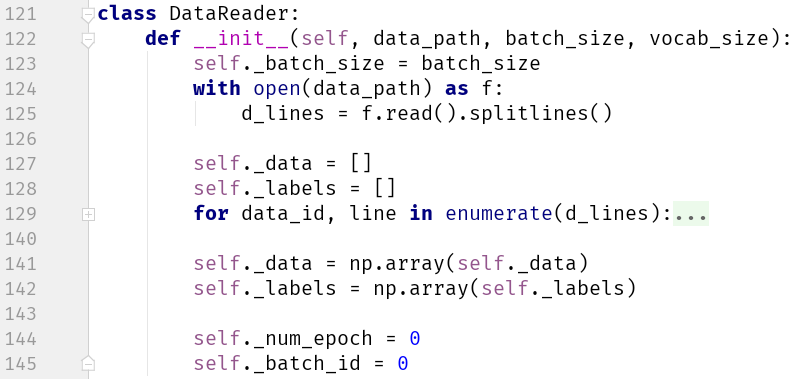 121 class DataReader:
122     def __init__(self, data_path, batch_size, vocab_size):
123         self._batch_size = batch_size
124         with open(data_path) as f:
125             d_lines = f.read().splitlines()
126
127         self._data = []
128         self._labels = []
129         for data_id, line in enumerate(d_lines):...
140
141         self._data = np.array(self._data)
142         self._labels = np.array(self._labels)
143
144         self._num_epoch = 0
145         self._batch_id = 0